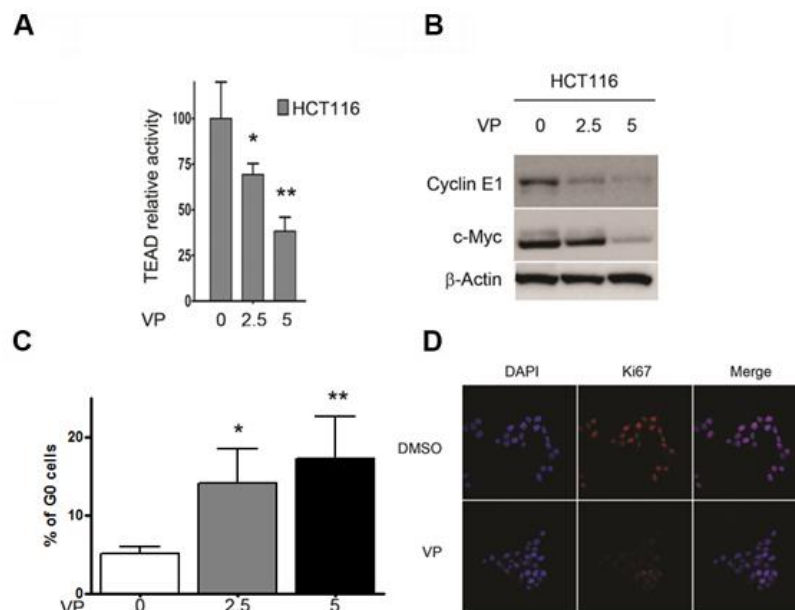 A
TEAD relative activity
100
75
50
25
0
*
**
HCT116
VP 0 2.5 5
B
HCT116
VP 0 2.5 5
Cyclin E1
c-Myc
β-Actin
C
% of G0 cells
20
10
0
*
**
VP 0 2.5 5
D
DAPI Ki67 Merge
DMSO
VP